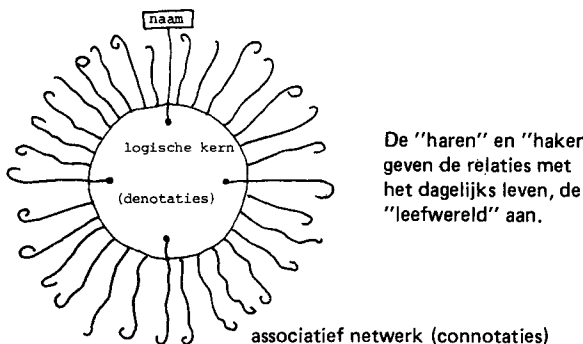 naam
logische kern
(denotaties)
De "haren" en "haken
geven de relaties met
het dagelijks leven, de
"leefwereld" aan.
associatief netwerk (connotaties)